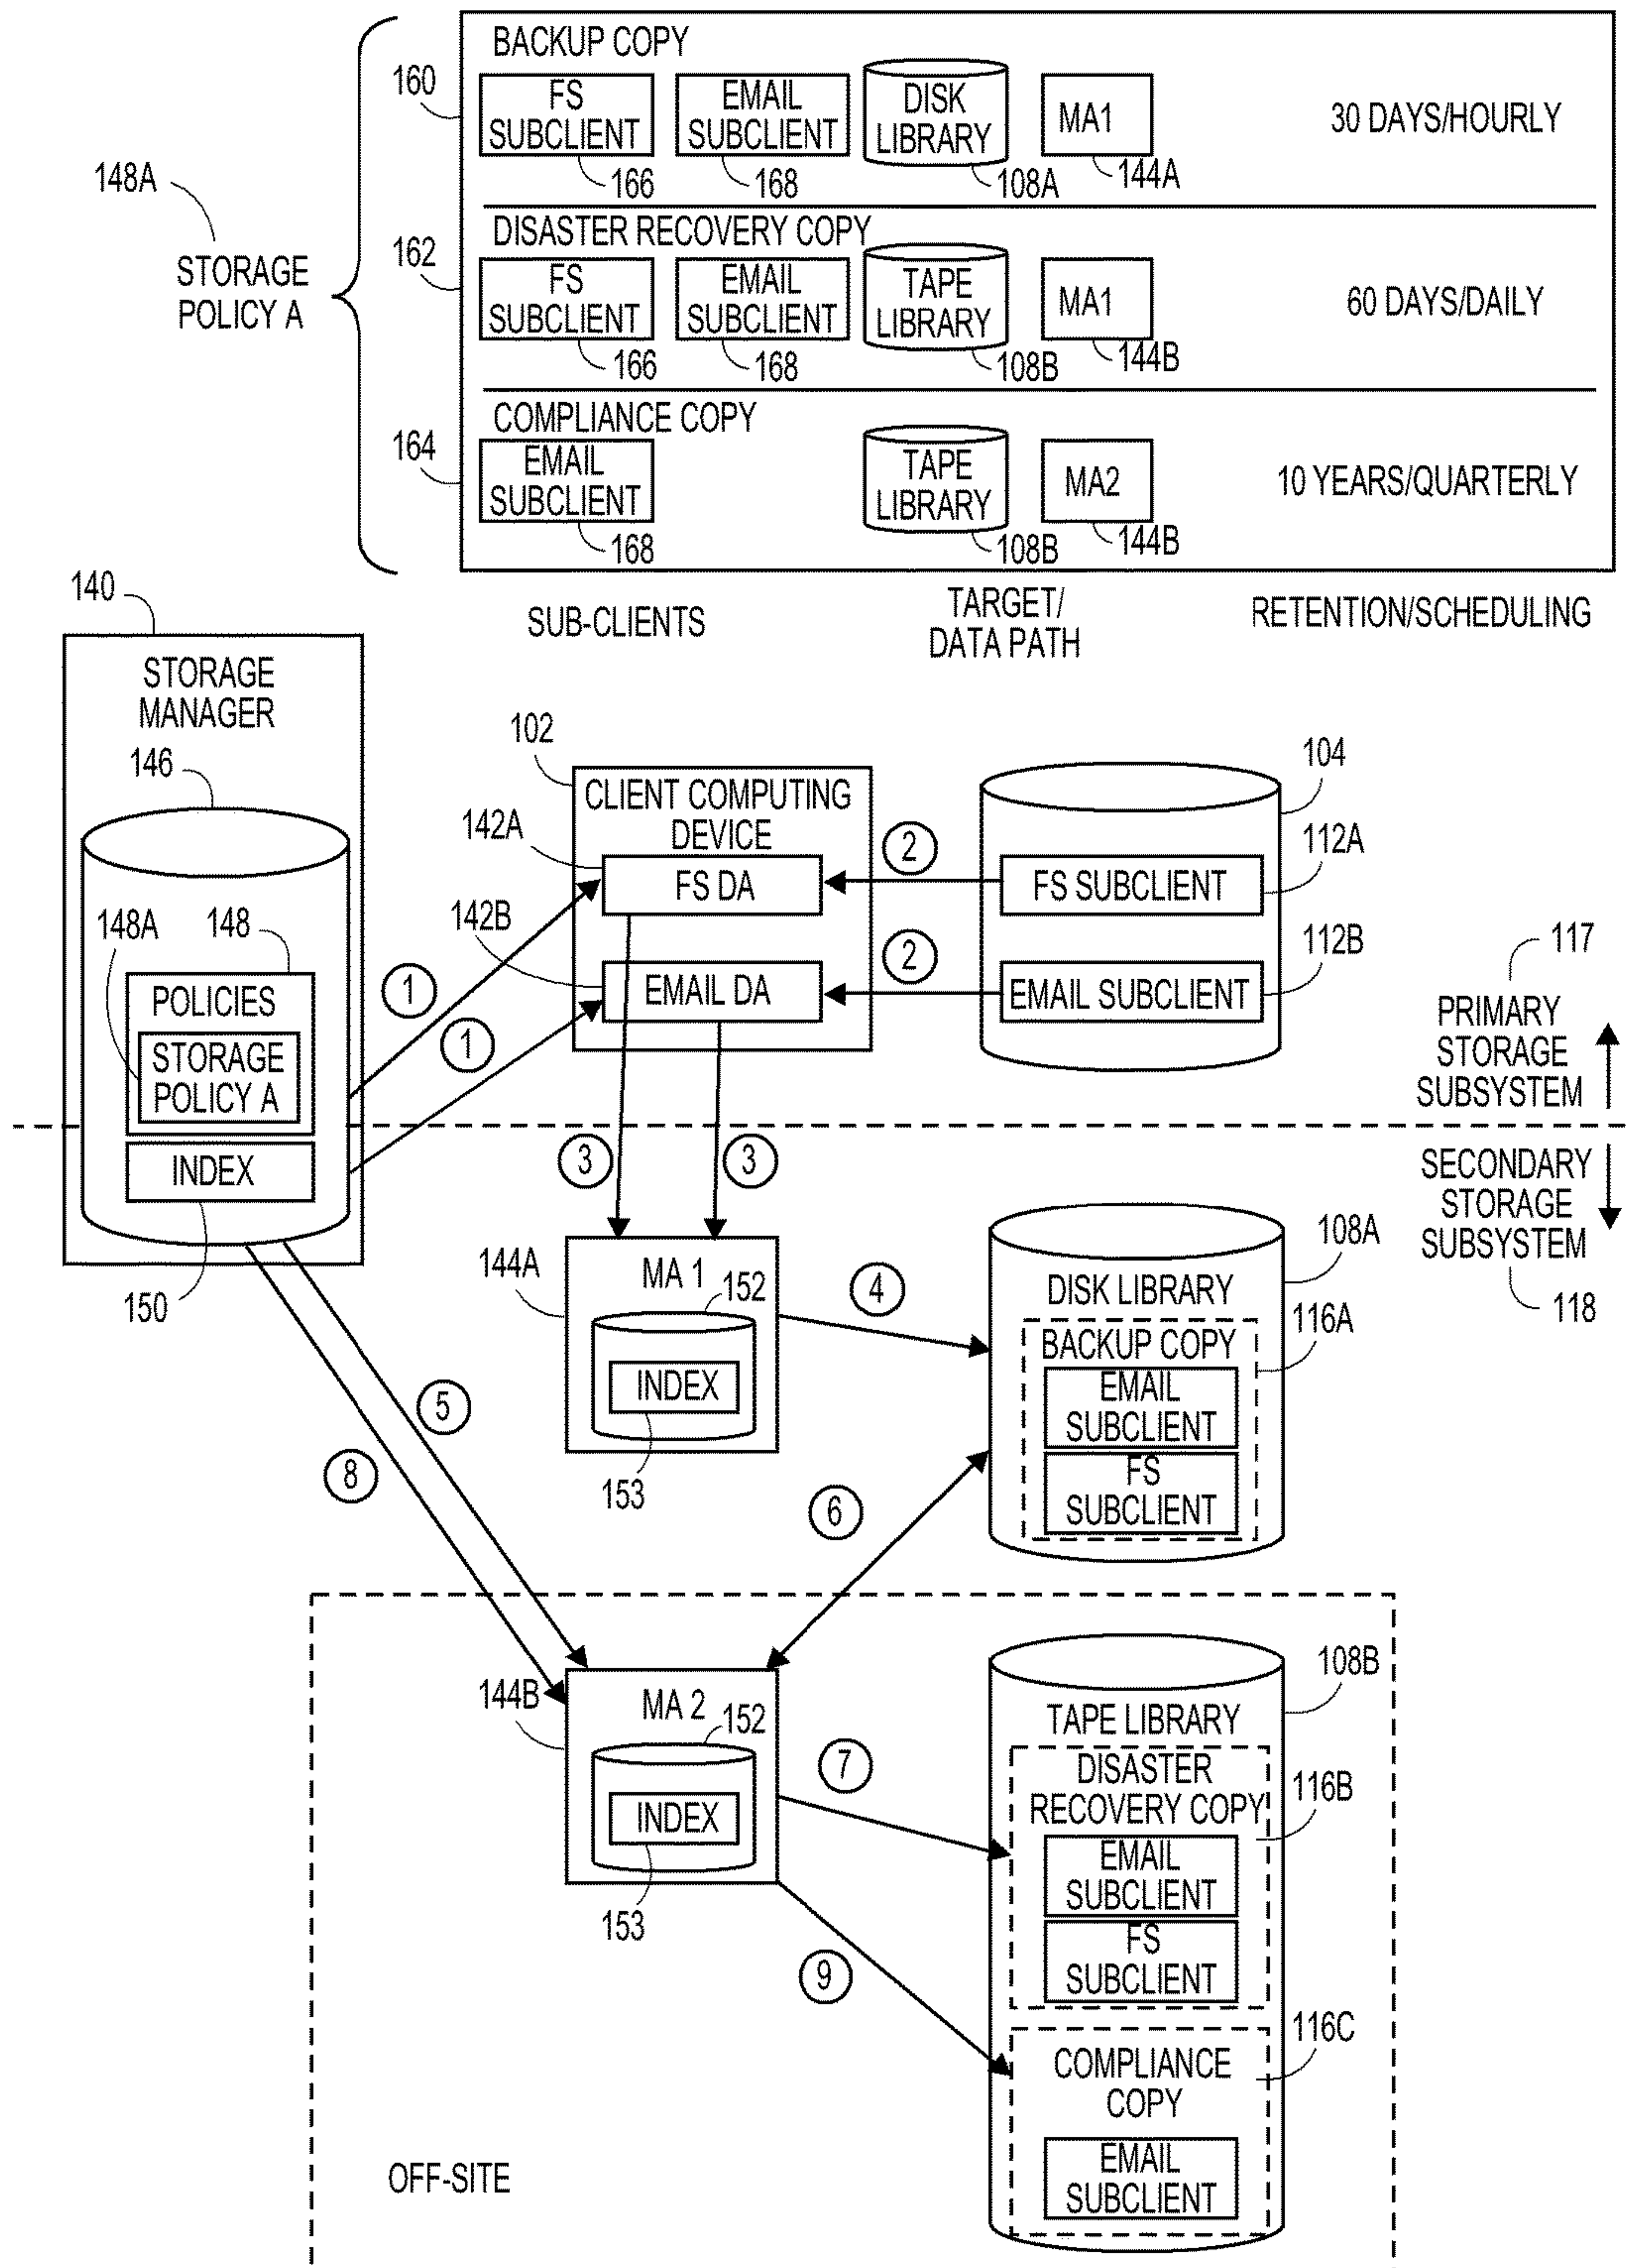 BACKUP COPY
160
FS
SUBCLIENT
166
EMAIL
SUBCLIENT
168
DISK
LIBRARY
108A
MA1
144A
30 DAYS/HOURLY
148A
STORAGE
POLICY A
DISASTER RECOVERY COPY
162
FS
SUBCLIENT
166
EMAIL
SUBCLIENT
168
TAPE
LIBRARY
108B
MA1
144B
60 DAYS/DAILY
COMPLIANCE COPY
164
EMAIL
SUBCLIENT
168
TAPE
LIBRARY
108B
MA2
144B
10 YEARS/QUARTERLY
SUB-CLIENTS
TARGET/
DATA PATH
RETENTION/SCHEDULING
140
STORAGE
MANAGER
146
148A
148
POLICIES
STORAGE
POLICY A
INDEX
150
102
CLIENT COMPUTING
DEVICE
142A
FS DA
142B
EMAIL DA
104
112A
FS SUBCLIENT
112B
EMAIL SUBCLIENT
1
1
2
2
117
PRIMARY
STORAGE
SUBSYSTEM
SECONDARY
STORAGE
SUBSYSTEM
118
3
3
144A
MA 1
152
INDEX
153
4
108A
DISK LIBRARY
116A
BACKUP COPY
EMAIL
SUBCLIENT
FS
SUBCLIENT
5
8
6
144B
MA 2
152
INDEX
153
7
9
108B
TAPE LIBRARY
DISASTER
RECOVERY COPY
116B
EMAIL
SUBCLIENT
FS
SUBCLIENT
116C
COMPLIANCE
COPY
EMAIL
SUBCLIENT
OFF-SITE